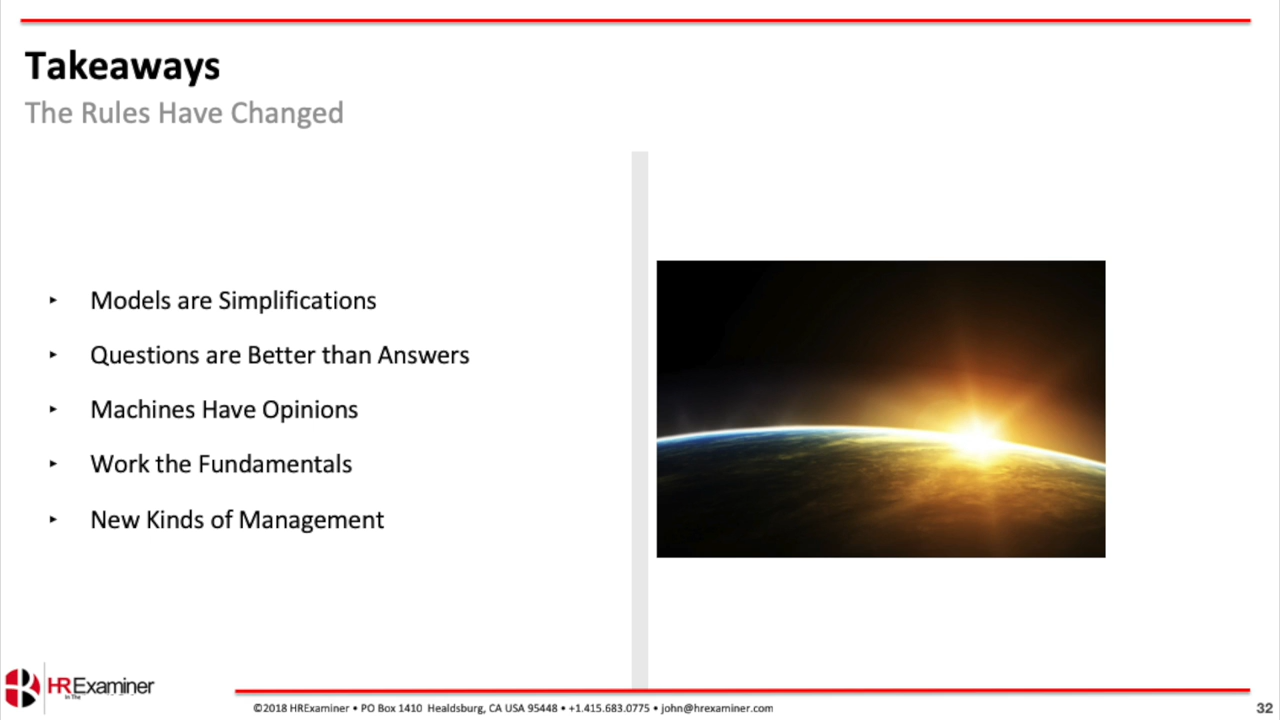 Takeaways
The Rules Have Changed
‣ Models are Simplifications
‣ Questions are Better than Answers
‣ Machines Have Opinions
‣ Work the Fundamentals
‣ New Kinds of Management
HRExaminer
In The
©2018 HRExaminer • PO Box 1410 Healdsburg, CA USA 95448 • +1.415.683.0775 • john@hrexaminer.com
32